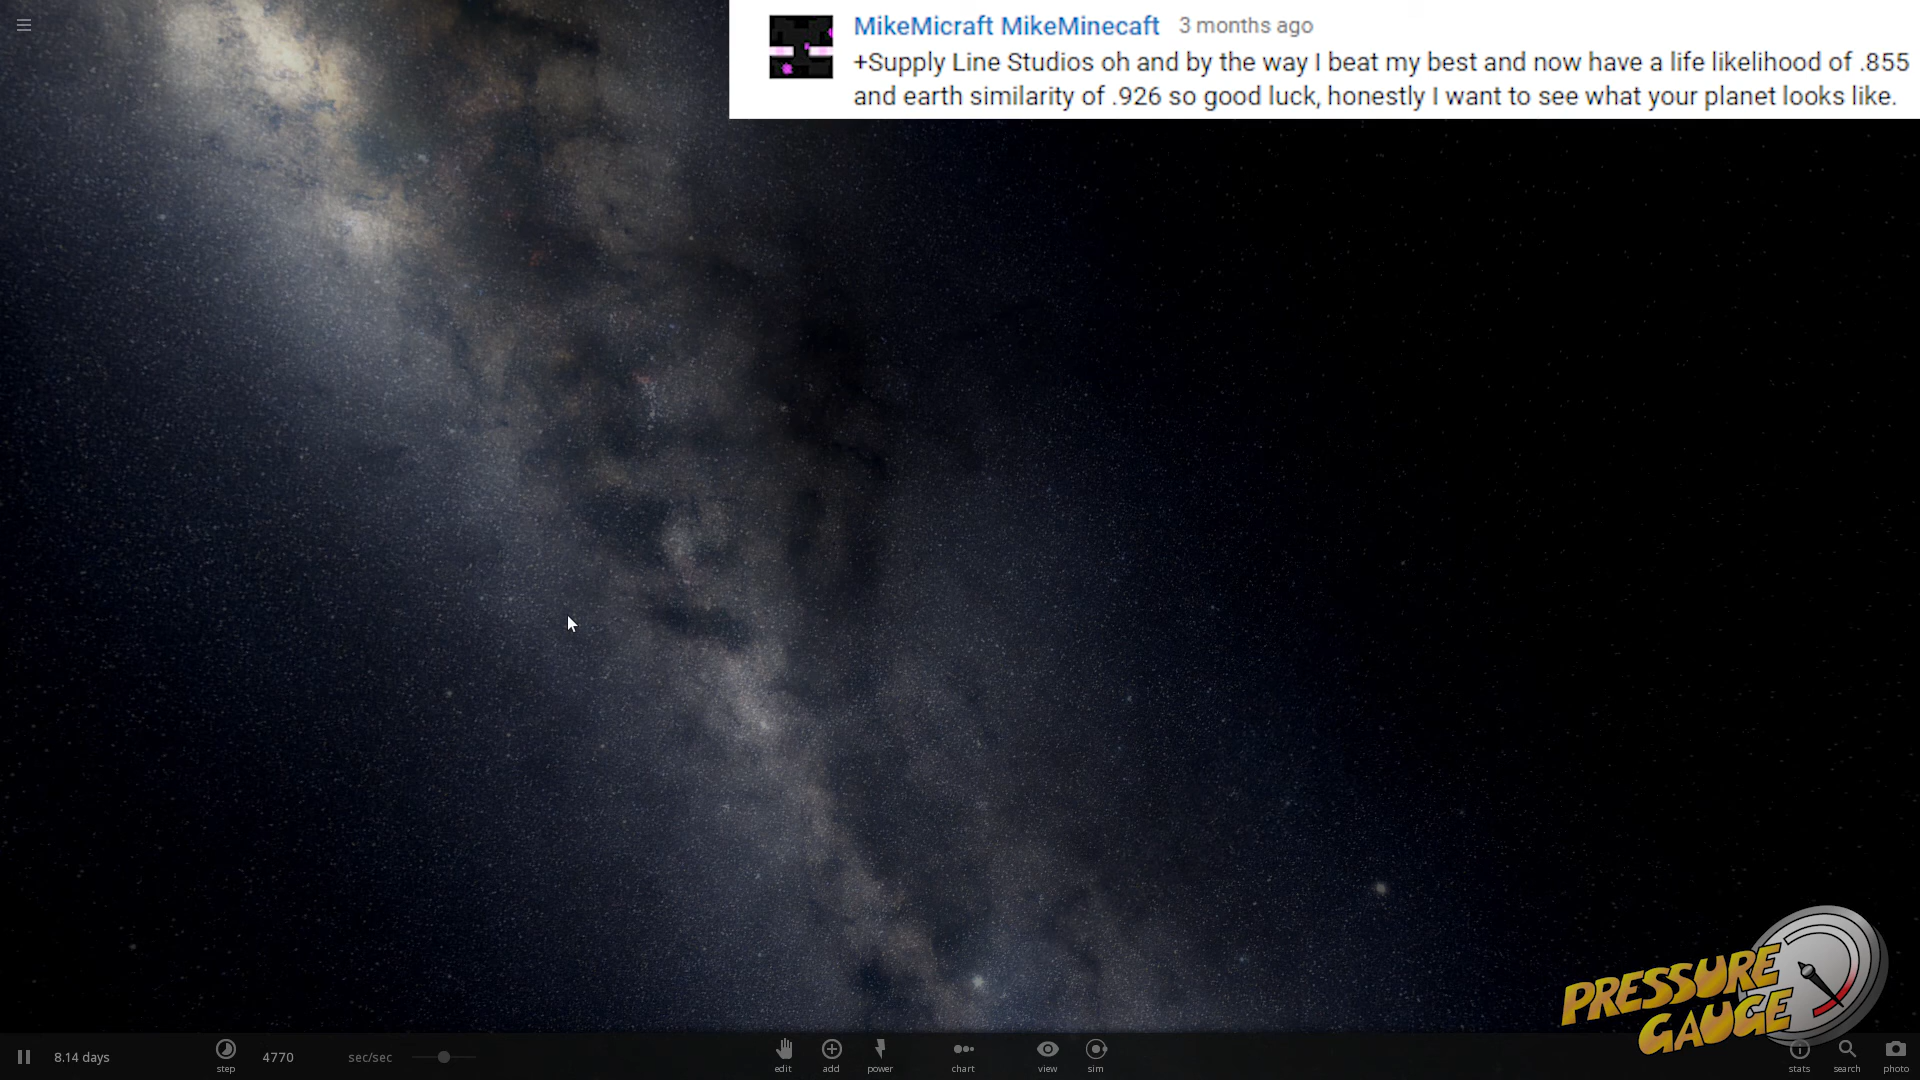 MikeMicraft MikeMinecaft 3 months ago
+Supply Line Studios oh and by the way I beat my best and now have a life likelihood of .855
and earth similarity of .926 so good luck, honestly I want to see what your planet looks like.
PRESSURE
GAUGE
8.14 days
step
4770
sec/sec
edit
add
power
chart
view
sim
stats
search
photo